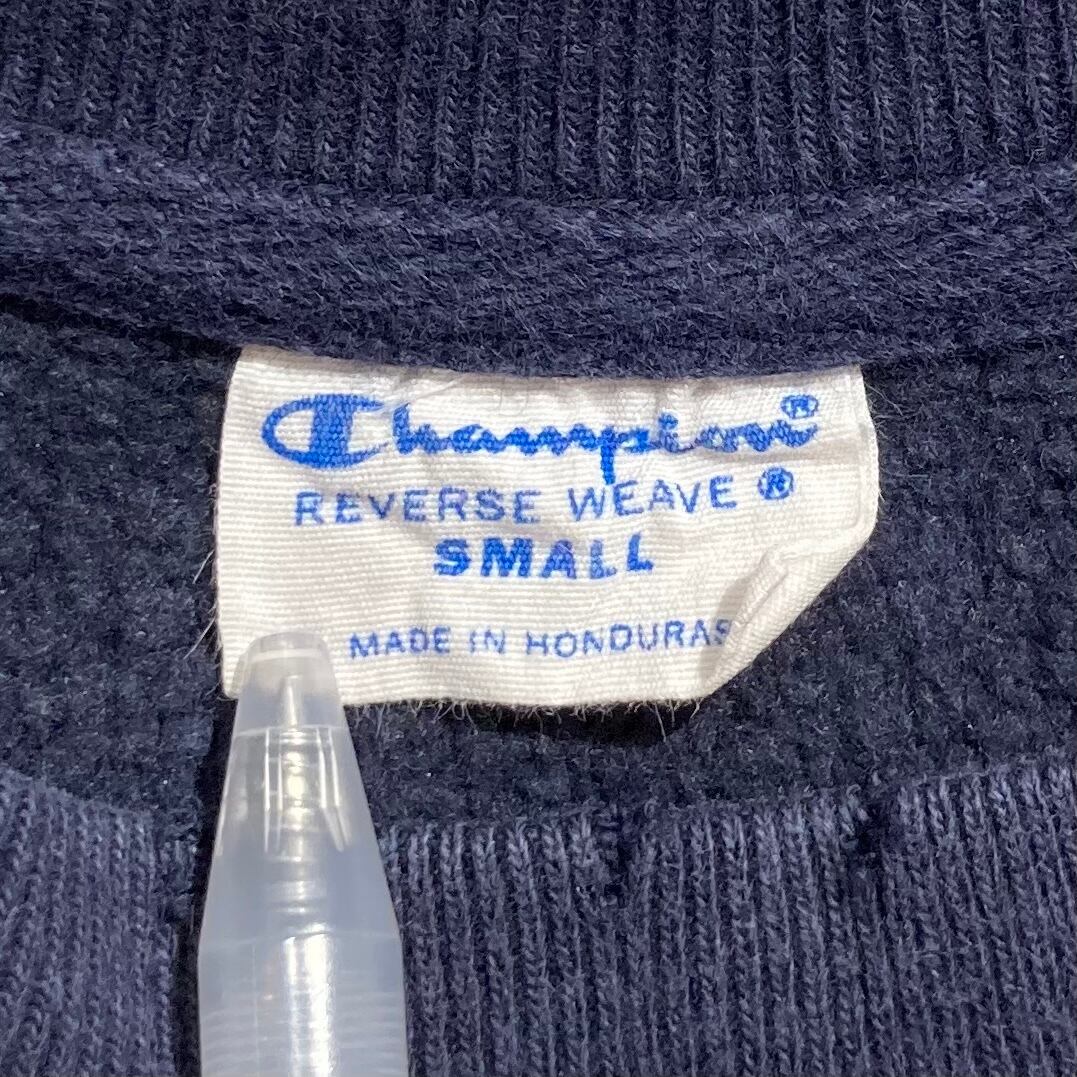 Champion®
REVERSE WEAVE ®
SMALL
MADE IN HONDURAS